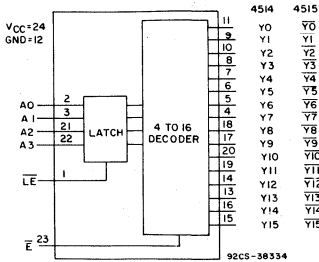 4514 4515
VCC=24
GND=12
11 Y0 Y0
9 Y1 Y1
10 Y2 Y2
8 Y3 Y3
7 Y4 Y4
6 Y5 Y5
5 Y6 Y6
4 Y7 Y7
18 Y8 Y8
17 Y9 Y9
20 Y10 Y10
19 Y11 Y11
14 Y12 Y12
13 Y13 Y13
16 Y14 Y14
15 Y15 Y15
A0 2
A1 3
A2 21
A3 22
LATCH
4 TO 16
DECODER
LE 1
E 23
92CS-38334